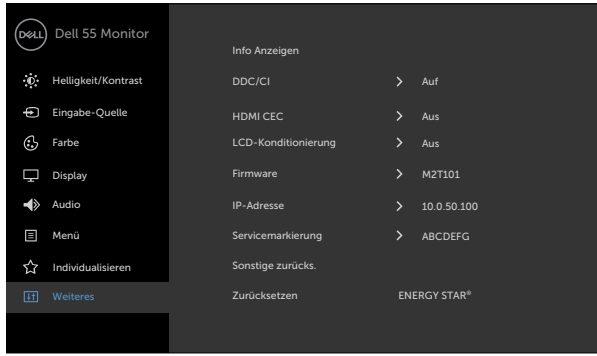 DELL
Dell 55 Monitor
Helligkeit/Kontrast
Eingabe-Quelle
Farbe
Display
Audio
Menü
Individualisieren
Weiteres
Info Anzeigen
DDC/CI > Auf
HDMI CEC > Aus
LCD-Konditionierung > Aus
Firmware > M2T101
IP-Adresse > 10.0.50.100
Servicemarkierung > ABCDEFG
Sonstige zurücks.
Zurücksetzen ENERGY STAR®